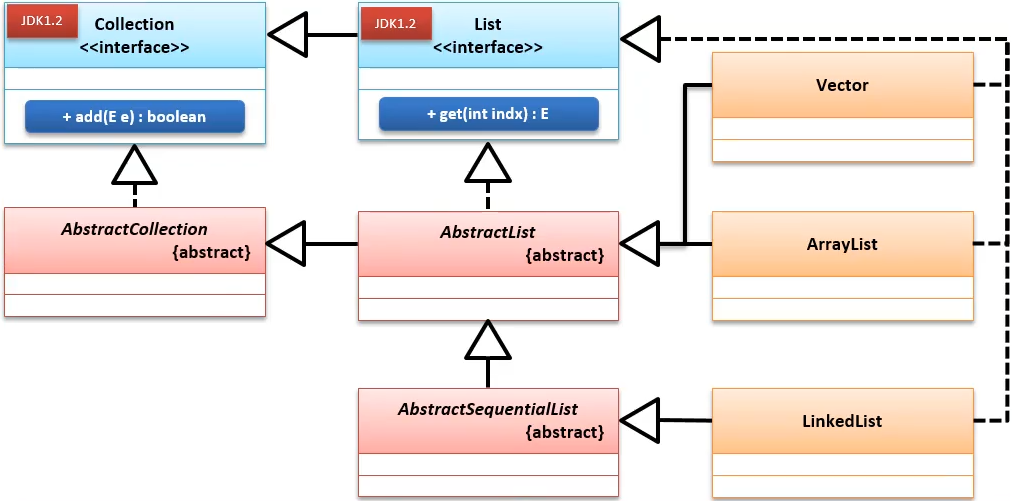 JDK1.2
Collection
<<interface>>
+ add(E e) : boolean
JDK1.2
List
<<interface>>
+ get(int indx) : E
Vector
AbstractCollection
{abstract}
AbstractList
{abstract}
ArrayList
AbstractSequentialList
{abstract}
LinkedList